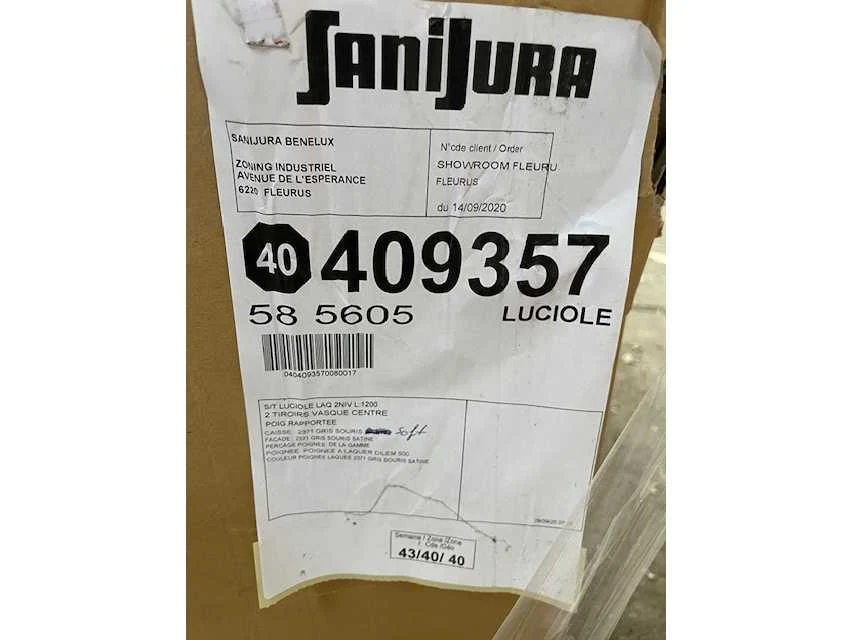 SANIJURA
SANIJURA BENELUX
ZONING INDUSTRIEL
AVENUE DE L'ESPERANCE
6220 FLEURUS
N°cde client / Order
SHOWROOM FLEURU
FLEURUS
du 14/09/2020
40 409357
58 5605 LUCIOLE
0404093570080017
S/T LUCIOLE LAQ 2NIV L:1200
2 TIROIRS VASQUE CENTRE
POIG.RAPPORTEE
CAISSE: 2371 GRIS SOURIS soft
FACADE: 2371 GRIS SOURIS SATINE
PERCAGE POIGNEE: DE LA GAMME
POIGNEE: POIGNEE A LAQUER DILEM 500
COULEUR POIGNEE LAQUEE 2371 GRIS SOURIS SATINE
Semaine / Zone /Zone
/. Cde /Géo
43/40/ 40